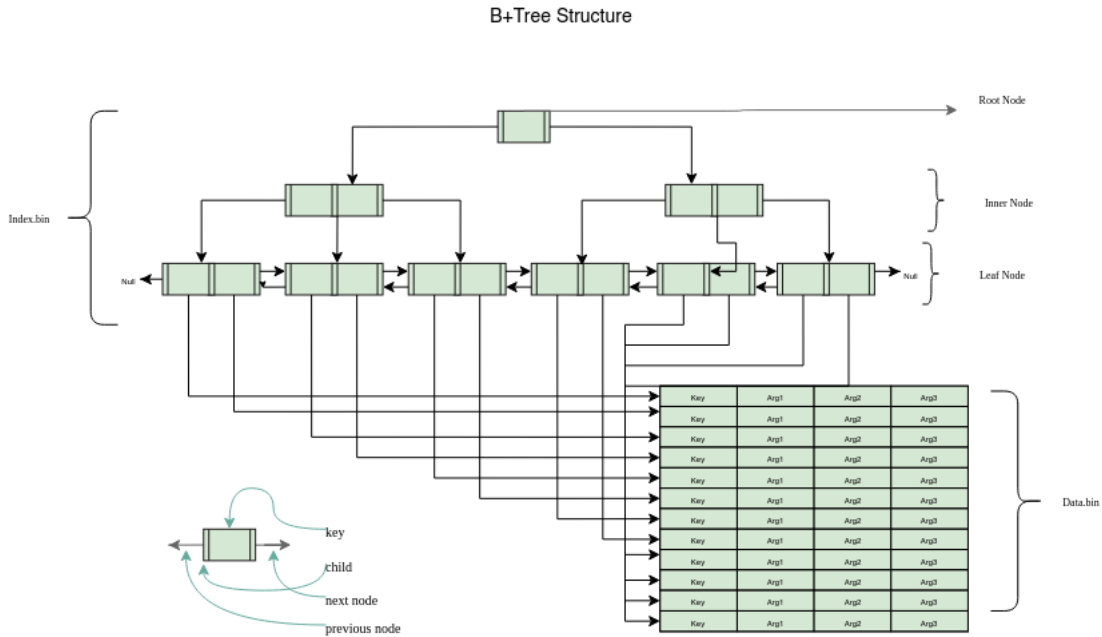 B+Tree Structure
Root Node
Index.bin
Inner Node
Null
Null
Leaf Node
Key Arg1 Arg2 Arg3
Key Arg1 Arg2 Arg3
Key Arg1 Arg2 Arg3
Key Arg1 Arg2 Arg3
Key Arg1 Arg2 Arg3
Key Arg1 Arg2 Arg3
Key Arg1 Arg2 Arg3
Key Arg1 Arg2 Arg3
Key Arg1 Arg2 Arg3
Key Arg1 Arg2 Arg3
Key Arg1 Arg2 Arg3
Key Arg1 Arg2 Arg3
Data.bin
key
child
next node
previous node